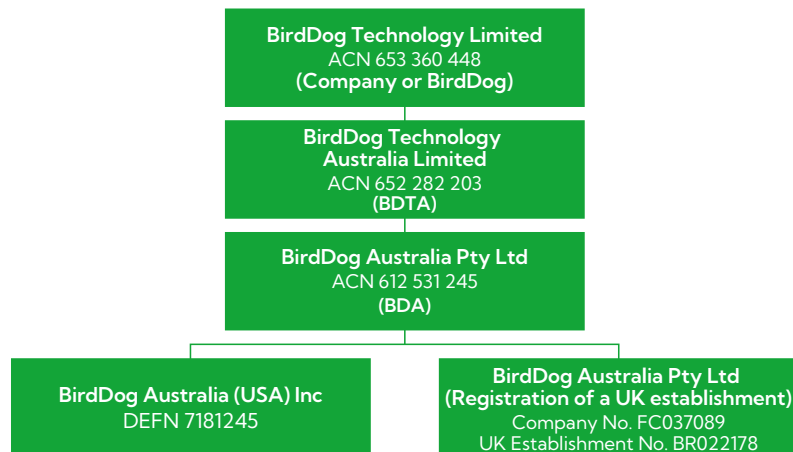 BirdDog Technology Limited
ACN 653 360 448
(Company or BirdDog)
BirdDog Technology
Australia Limited
ACN 652 282 203
(BDTA)
BirdDog Australia Pty Ltd
ACN 612 531 245
(BDA)
BirdDog Australia (USA) Inc
DEFN 7181245
BirdDog Australia Pty Ltd
(Registration of a UK establishment)
Company No. FC037089
UK Establishment No. BR022178